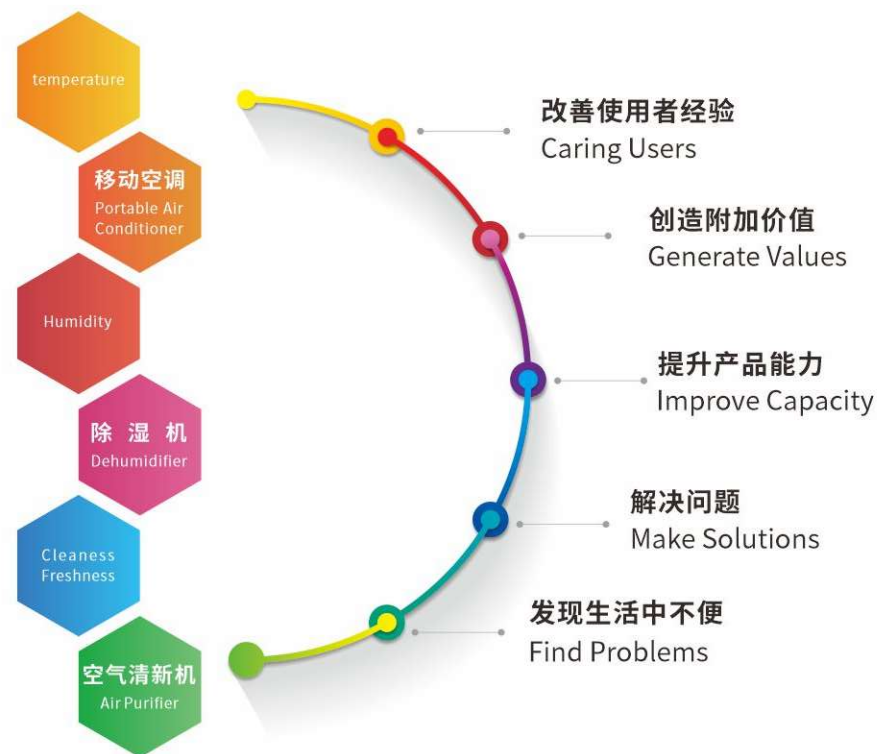 temperature
移动空调
Portable Air
Conditioner
Humidity
除 湿 机
Dehumidifier
Cleaness
Freshness
空气清新机
Air Purifier
改善使用者经验
Caring Users
创造附加价值
Generate Values
提升产品能力
Improve Capacity
解决问题
Make Solutions
发现生活中不便
Find Problems